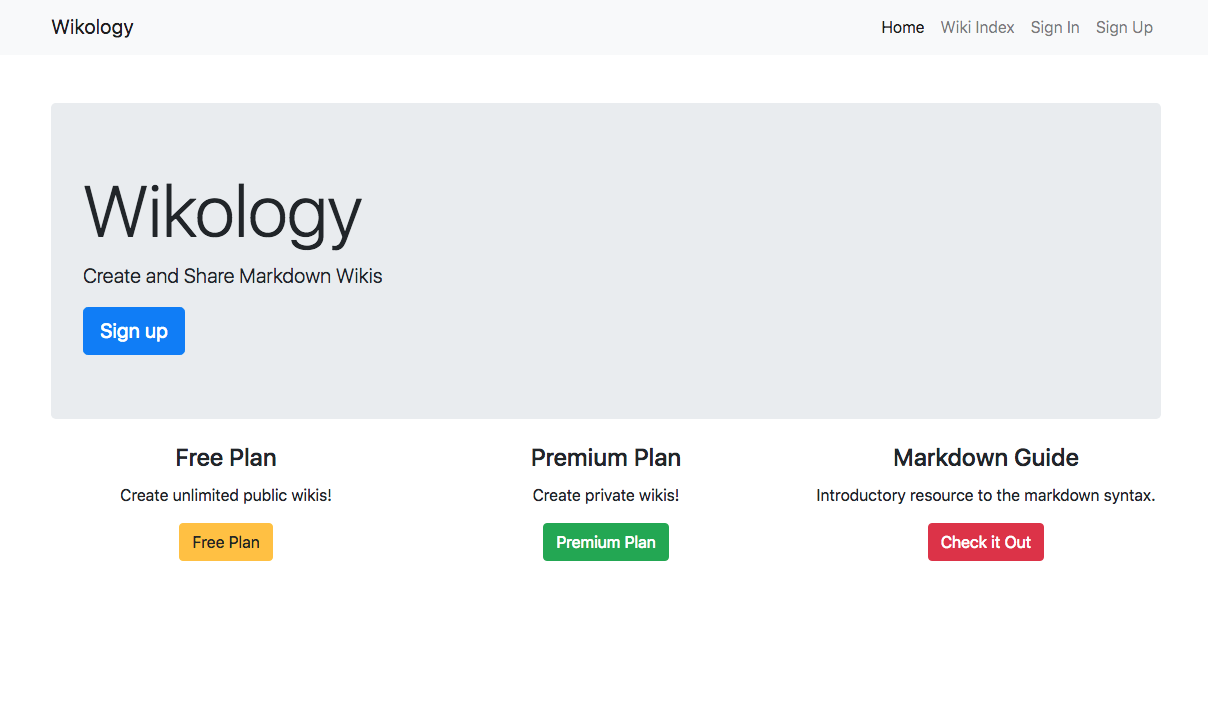 Wikology
Home Wiki Index Sign In Sign Up
Wikology
Create and Share Markdown Wikis
Sign up
Free Plan
Create unlimited public wikis!
Free Plan
Premium Plan
Create private wikis!
Premium Plan
Markdown Guide
Introductory resource to the markdown syntax.
Check it Out